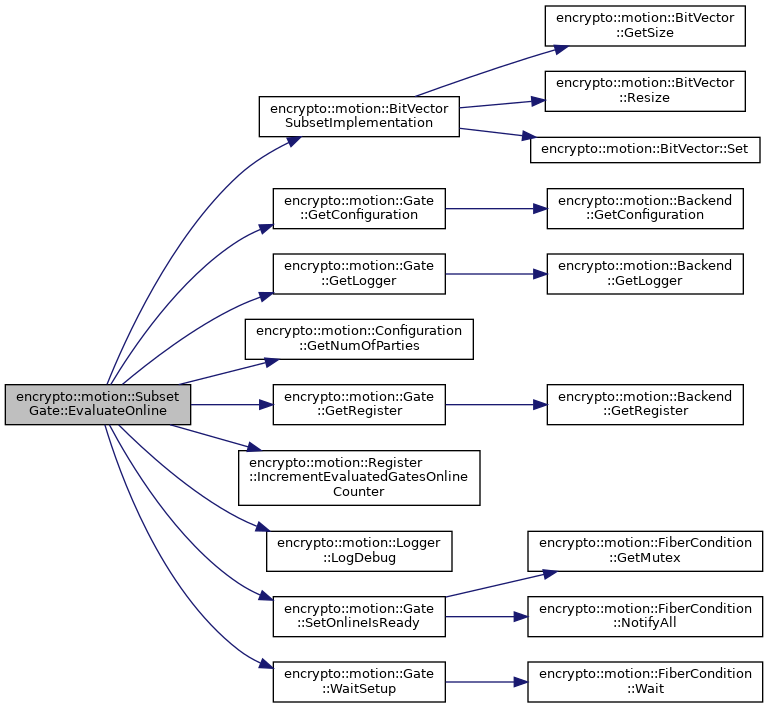 encrypto::motion::Subset
Gate::EvaluateOnline
encrypto::motion::BitVector
SubsetImplementation
encrypto::motion::BitVector
::GetSize
encrypto::motion::BitVector
::Resize
encrypto::motion::BitVector::Set
encrypto::motion::Gate
::GetConfiguration
encrypto::motion::Backend
::GetConfiguration
encrypto::motion::Gate
::GetLogger
encrypto::motion::Backend
::GetLogger
encrypto::motion::Configuration
::GetNumOfParties
encrypto::motion::Gate
::GetRegister
encrypto::motion::Backend
::GetRegister
encrypto::motion::Register
::IncrementEvaluatedGatesOnline
Counter
encrypto::motion::Logger
::LogDebug
encrypto::motion::Gate
::SetOnlineIsReady
encrypto::motion::FiberCondition
::GetMutex
encrypto::motion::FiberCondition
::NotifyAll
encrypto::motion::Gate
::WaitSetup
encrypto::motion::FiberCondition
::Wait